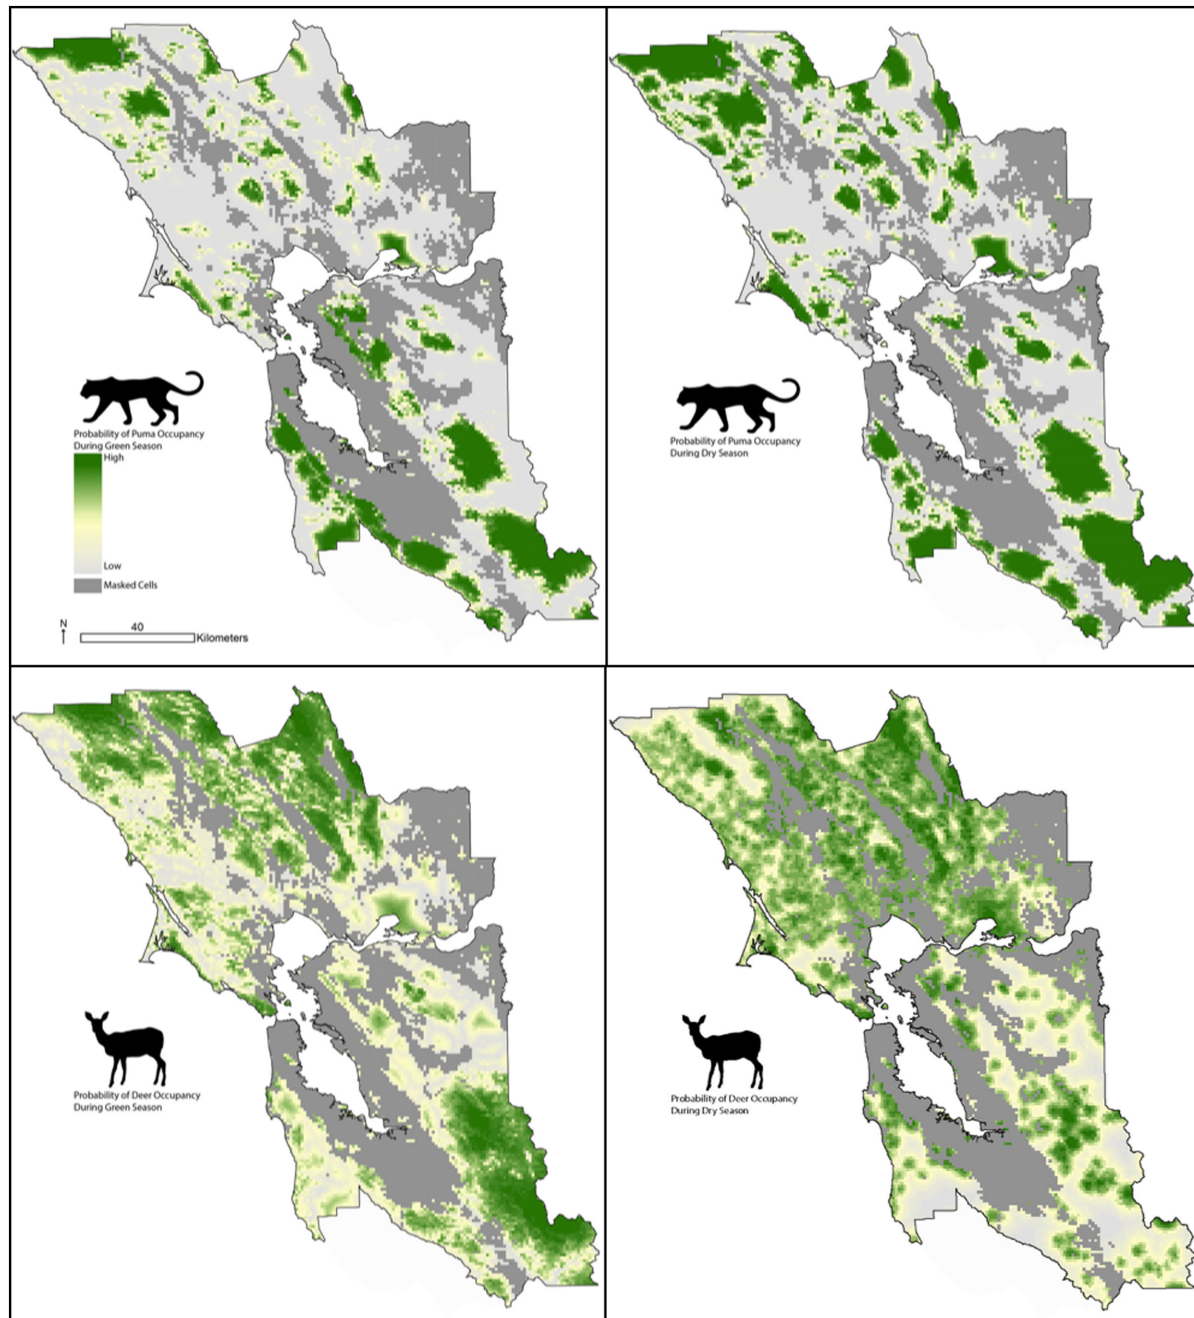 Probability of Puma Occupancy
During Green Season
High
Low
Masked Cells
N
40
Kilometers
Probability of Puma Occupancy
During Dry Season
Probability of Deer Occupancy
During Green Season
Probability of Deer Occupancy
During Dry Season